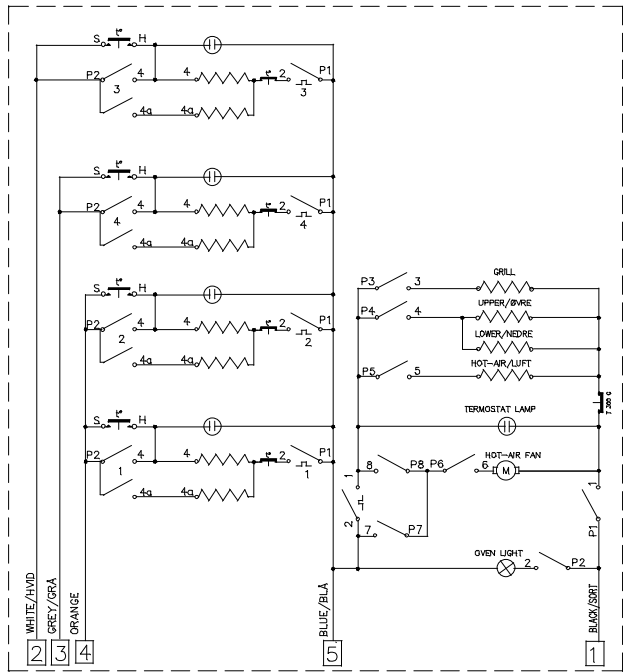 S t° H
P2 4 4 2 P1
3 3
4a 4a
S t° H
P2 4 4 2 P1
4 4
4a 4a
S t° H
P2 4 4 2 P1
2 2
4a 4a
S t° H
P2 4 4 2 P1
1 1
4a 4a
GRILL
P3 3
UPPER/ØVRE
P4 4
LOWER/NEDRE
HOT-AIR/LUFT
P5 5
T 300 G
TERMOSTAT LAMP
HOT-AIR FAN
1 8 P8 P6 6 M 1
2 7 P7 P1
OVEN LIGHT
2 P2
WHITE/HVID
GREY/GRÅ
ORANGE
BLUE/BLÅ
BLACK/SORT
2 3 4 5 1